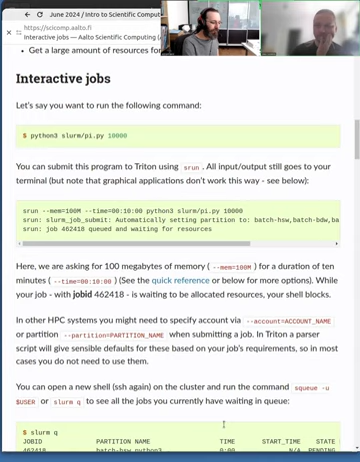 June 2024 / Intro to Scientific Comput
https://scicomp.aalto.fi
Interactive jobs — Aalto Scientific Computing (
Get a large amount of resources for
Interactive jobs
Let's say you want to run the following command:
$ python3 slurm/pi.py 10000
You can submit this program to Triton using srun . All input/output still goes to your
terminal (but note that graphical applications don't work this way - see below):
srun --mem=100M --time=00:10:00 python3 slurm/pi.py 10000
srun: slurm_job_submit: Automatically setting partition to: batch-hsw,batch-bdw,ba
srun: job 462418 queued and waiting for resources
Here, we are asking for 100 megabytes of memory ( --mem=100M ) for a duration of ten
minutes ( --time=00:10:00 ) (See the quick reference or below for more options). While
your job - with jobid 462418 - is waiting to be allocated resources, your shell blocks.
In other HPC systems you might need to specify account via --account=ACCOUNT_NAME
or partition --partition=PARTITION_NAME when submitting a job. In Triton a parser
script will give sensible defaults for these based on your job's requirements, so in most
cases you do not need to use them.
You can open a new shell (ssh again) on the cluster and run the command squeue -u
$USER or slurm q to see all the jobs you currently have waiting in queue:
$ slurm q
JOBID PARTITION NAME TIME START_TIME STATE
462418 batch-hsw python3 0:00 N/A PENDING